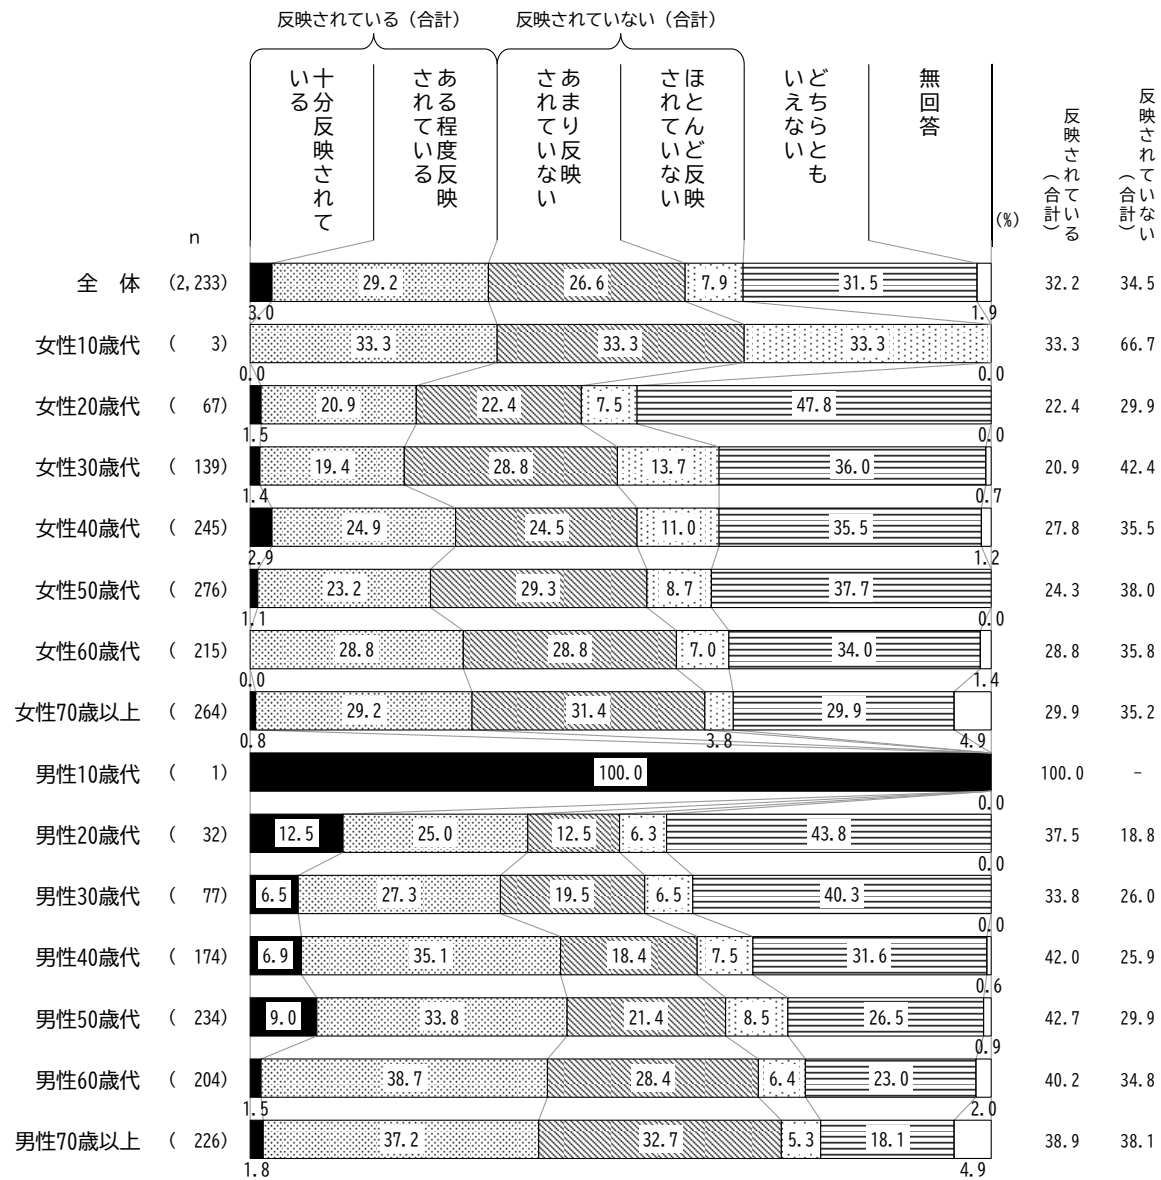 反映されている（合計）　反映されていない（合計）
十分反映されている
ある程度反映されている
あまり反映されていない
ほとんど反映されていない
どちらともいえない
無回答
反映されている（合計）
反映されていない（合計）
n
(%)
全　体 (2,233) 29.2 26.6 7.9 31.5 32.2 34.5
3.0 1.9
女性10歳代 ( 3) 33.3 33.3 33.3 33.3 66.7
0.0 0.0
女性20歳代 ( 67) 20.9 22.4 7.5 47.8 22.4 29.9
1.5 0.0
女性30歳代 ( 139) 19.4 28.8 13.7 36.0 20.9 42.4
1.4 0.7
女性40歳代 ( 245) 24.9 24.5 11.0 35.5 27.8 35.5
2.9 1.2
女性50歳代 ( 276) 23.2 29.3 8.7 37.7 24.3 38.0
1.1 0.0
女性60歳代 ( 215) 28.8 28.8 7.0 34.0 28.8 35.8
0.0 1.4
女性70歳以上 ( 264) 29.2 31.4 29.9 29.9 35.2
0.8 3.8 4.9
男性10歳代 ( 1) 100.0 100.0 -
0.0
男性20歳代 ( 32) 12.5 25.0 12.5 6.3 43.8 37.5 18.8
0.0
男性30歳代 ( 77) 6.5 27.3 19.5 6.5 40.3 33.8 26.0
0.0
男性40歳代 ( 174) 6.9 35.1 18.4 7.5 31.6 42.0 25.9
0.6
男性50歳代 ( 234) 9.0 33.8 21.4 8.5 26.5 42.7 29.9
0.9
男性60歳代 ( 204) 38.7 28.4 6.4 23.0 40.2 34.8
1.5 2.0
男性70歳以上 ( 226) 37.2 32.7 5.3 18.1 38.9 38.1
1.8 4.9